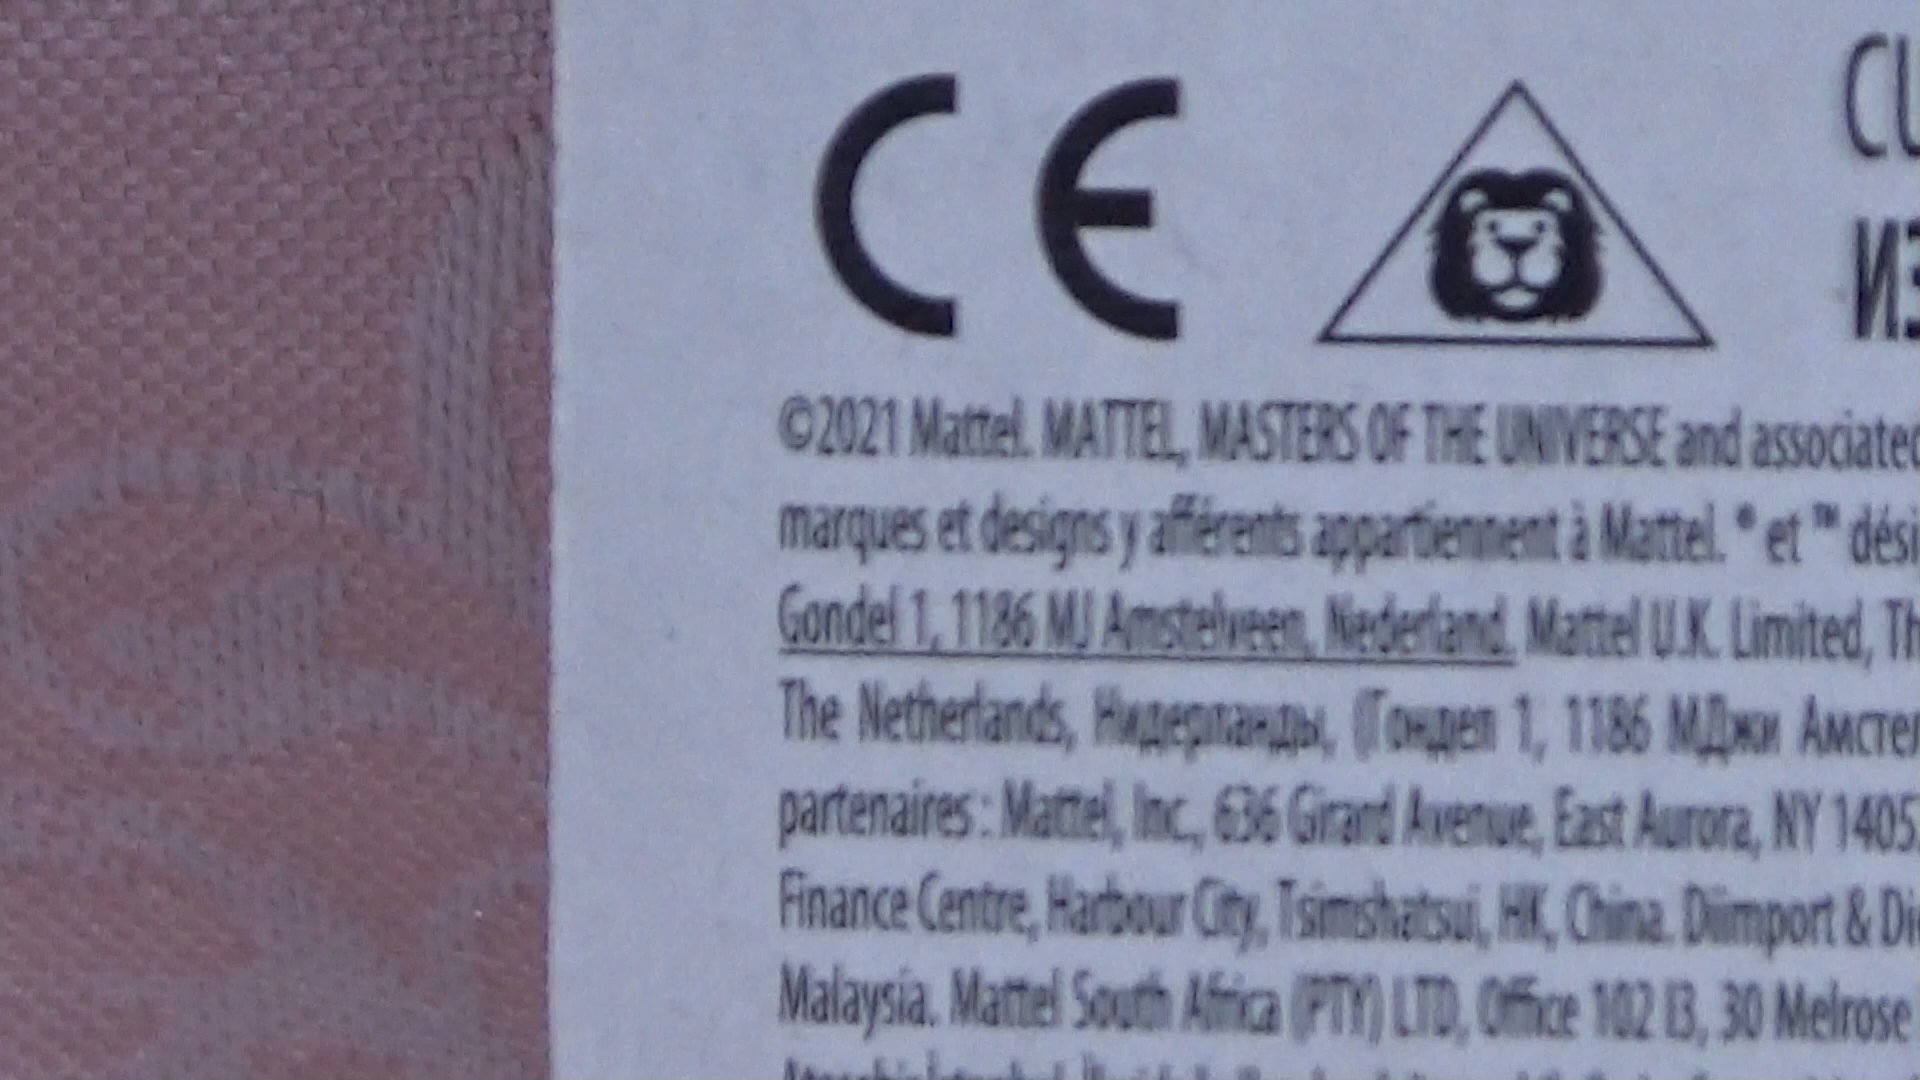 CE
©2021 Mattel. MATTEL, MASTERS OF THE UNIVERSE and associated
marques et designs y afférents appartiennent à Mattel. ® et ™ dési
Gondel 1, 1186 MJ Amstelveen, Nederland. Mattel U.K. Limited, Th
The Netherlands, Нидерланды, (Гондел 1, 1186 МДжи Амстел
partenaires : Mattel, Inc., 636 Girard Avenue, East Aurora, NY 14052
Finance Centre, Harbour City, Tsimshatsui, HK, China. Diimport & Di
Malaysia. Mattel South Africa (PTY) LTD, Office 102 I3, 30 Melrose